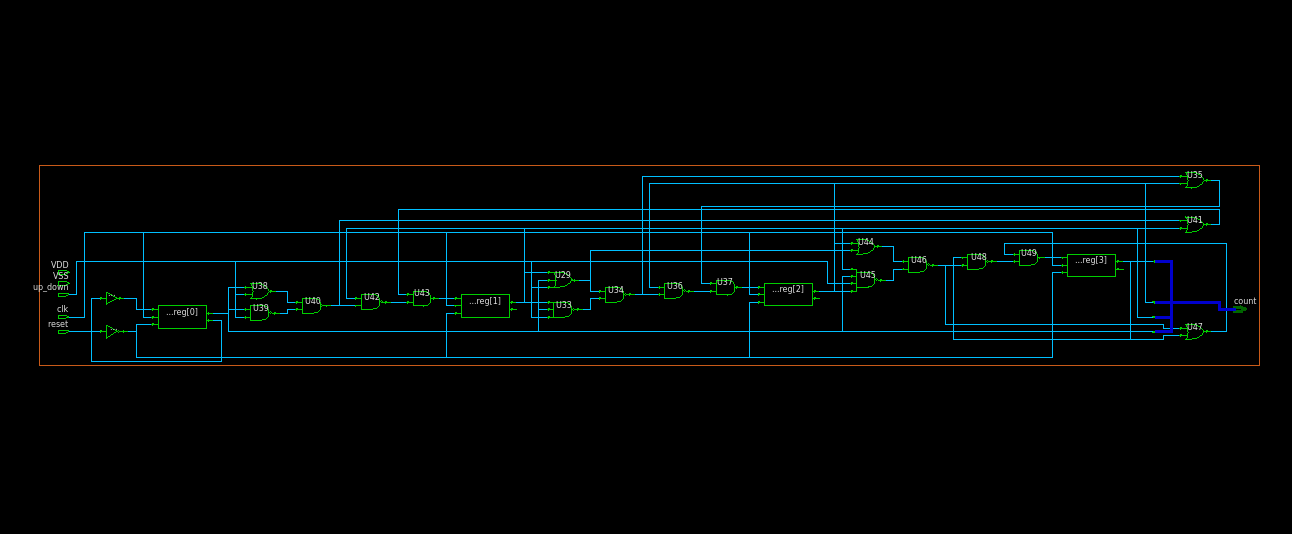 U35
U41
U44
U46
U48
U49
...reg[3]
VDD
VSS
up_down
clk
reset
...reg[0]
U38
U39
U40
U42
U43
...reg[1]
U29
U33
U34
U36
U37
...reg[2]
U45
count
U47